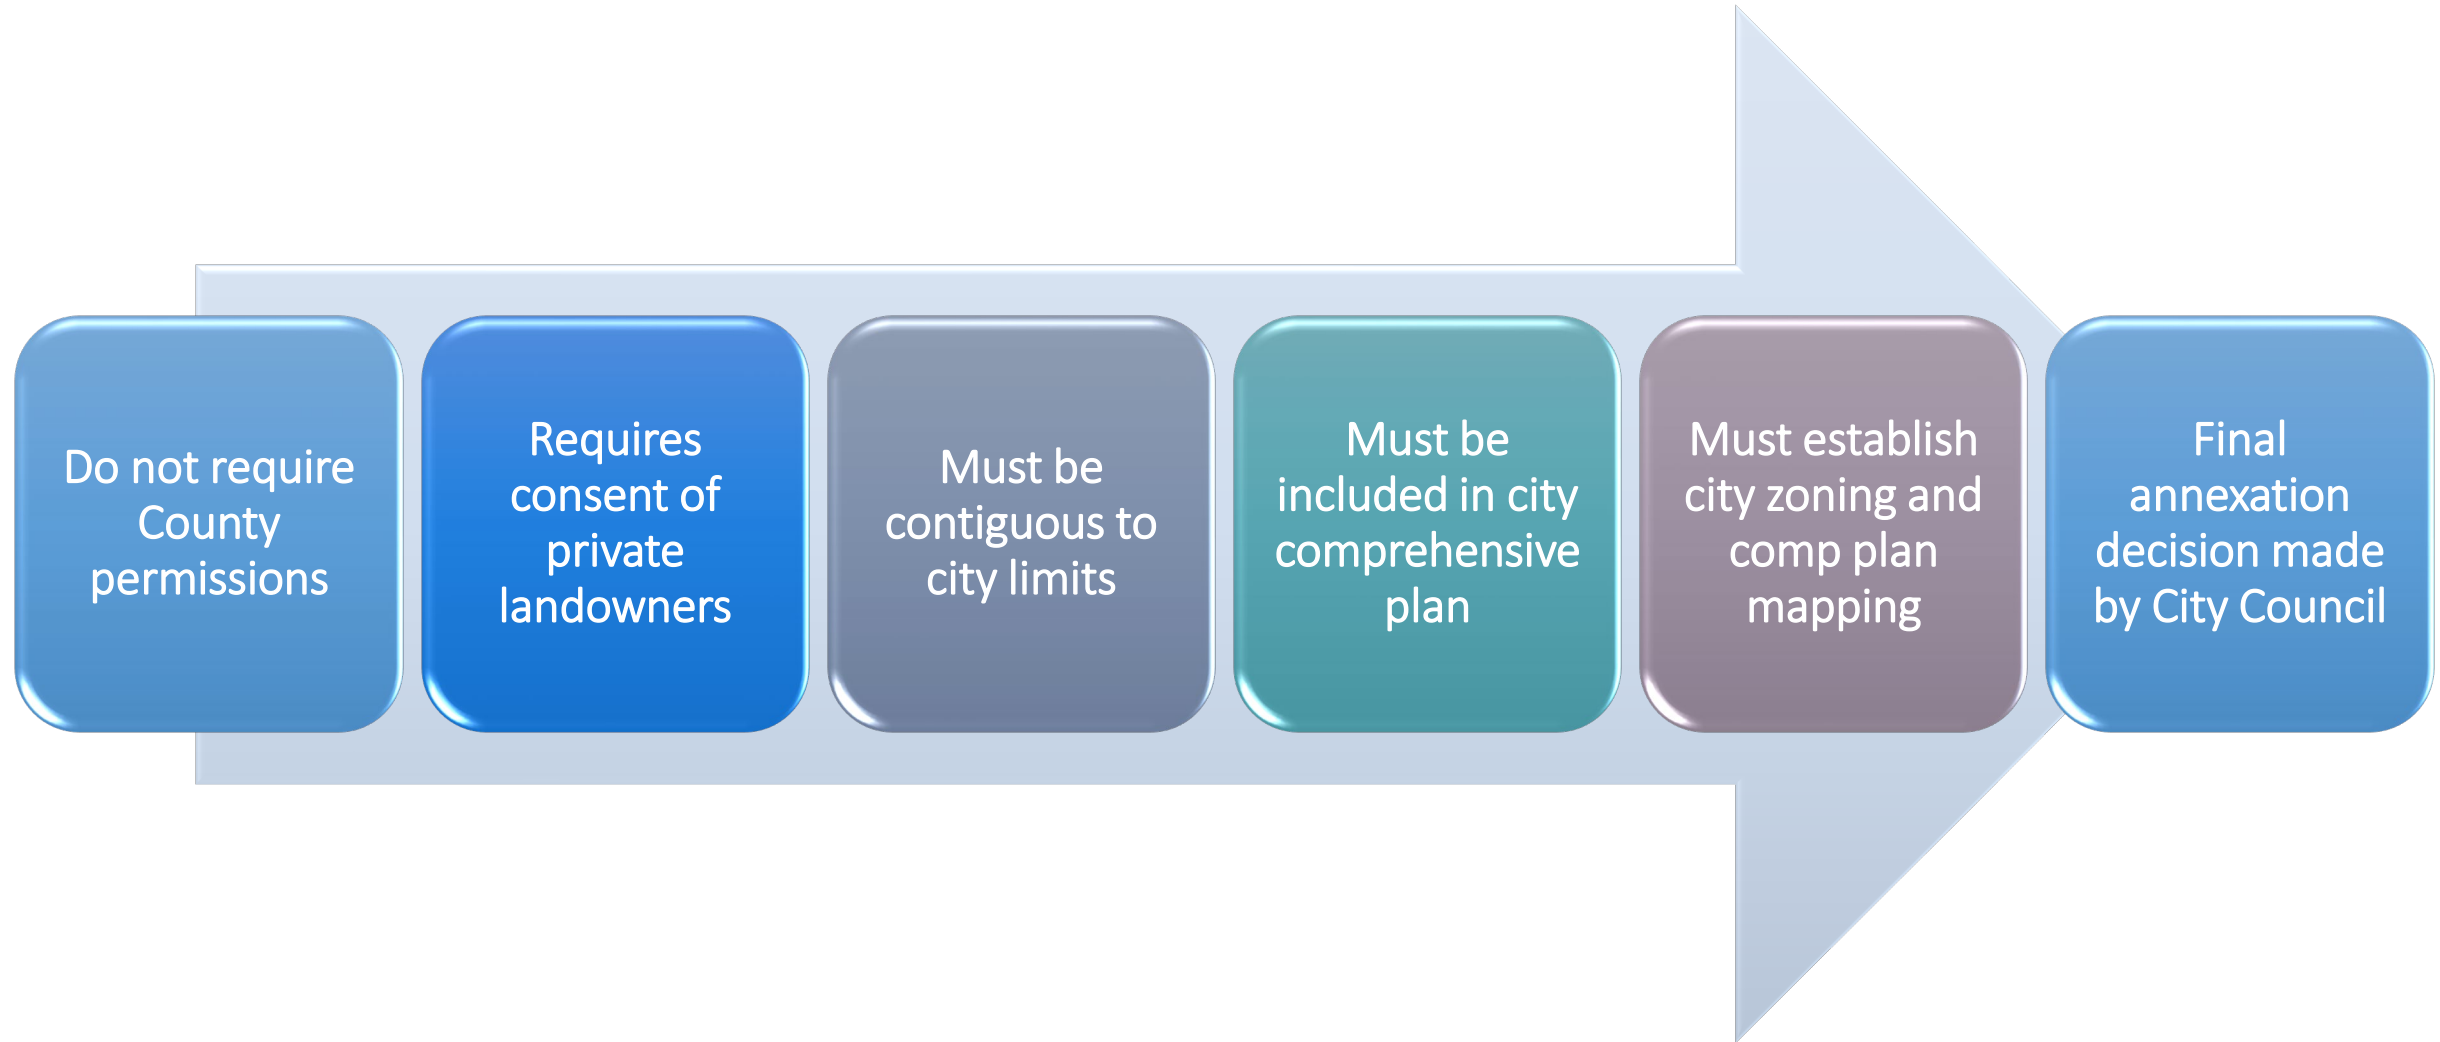 Do not require
County
permissions
Requires
consent of
private
landowners
Must be
contiguous to
city limits
Must be
included in city
comprehensive
plan
Must establish
city zoning and
comp plan
mapping
Final
annexation
decision made
by City Council